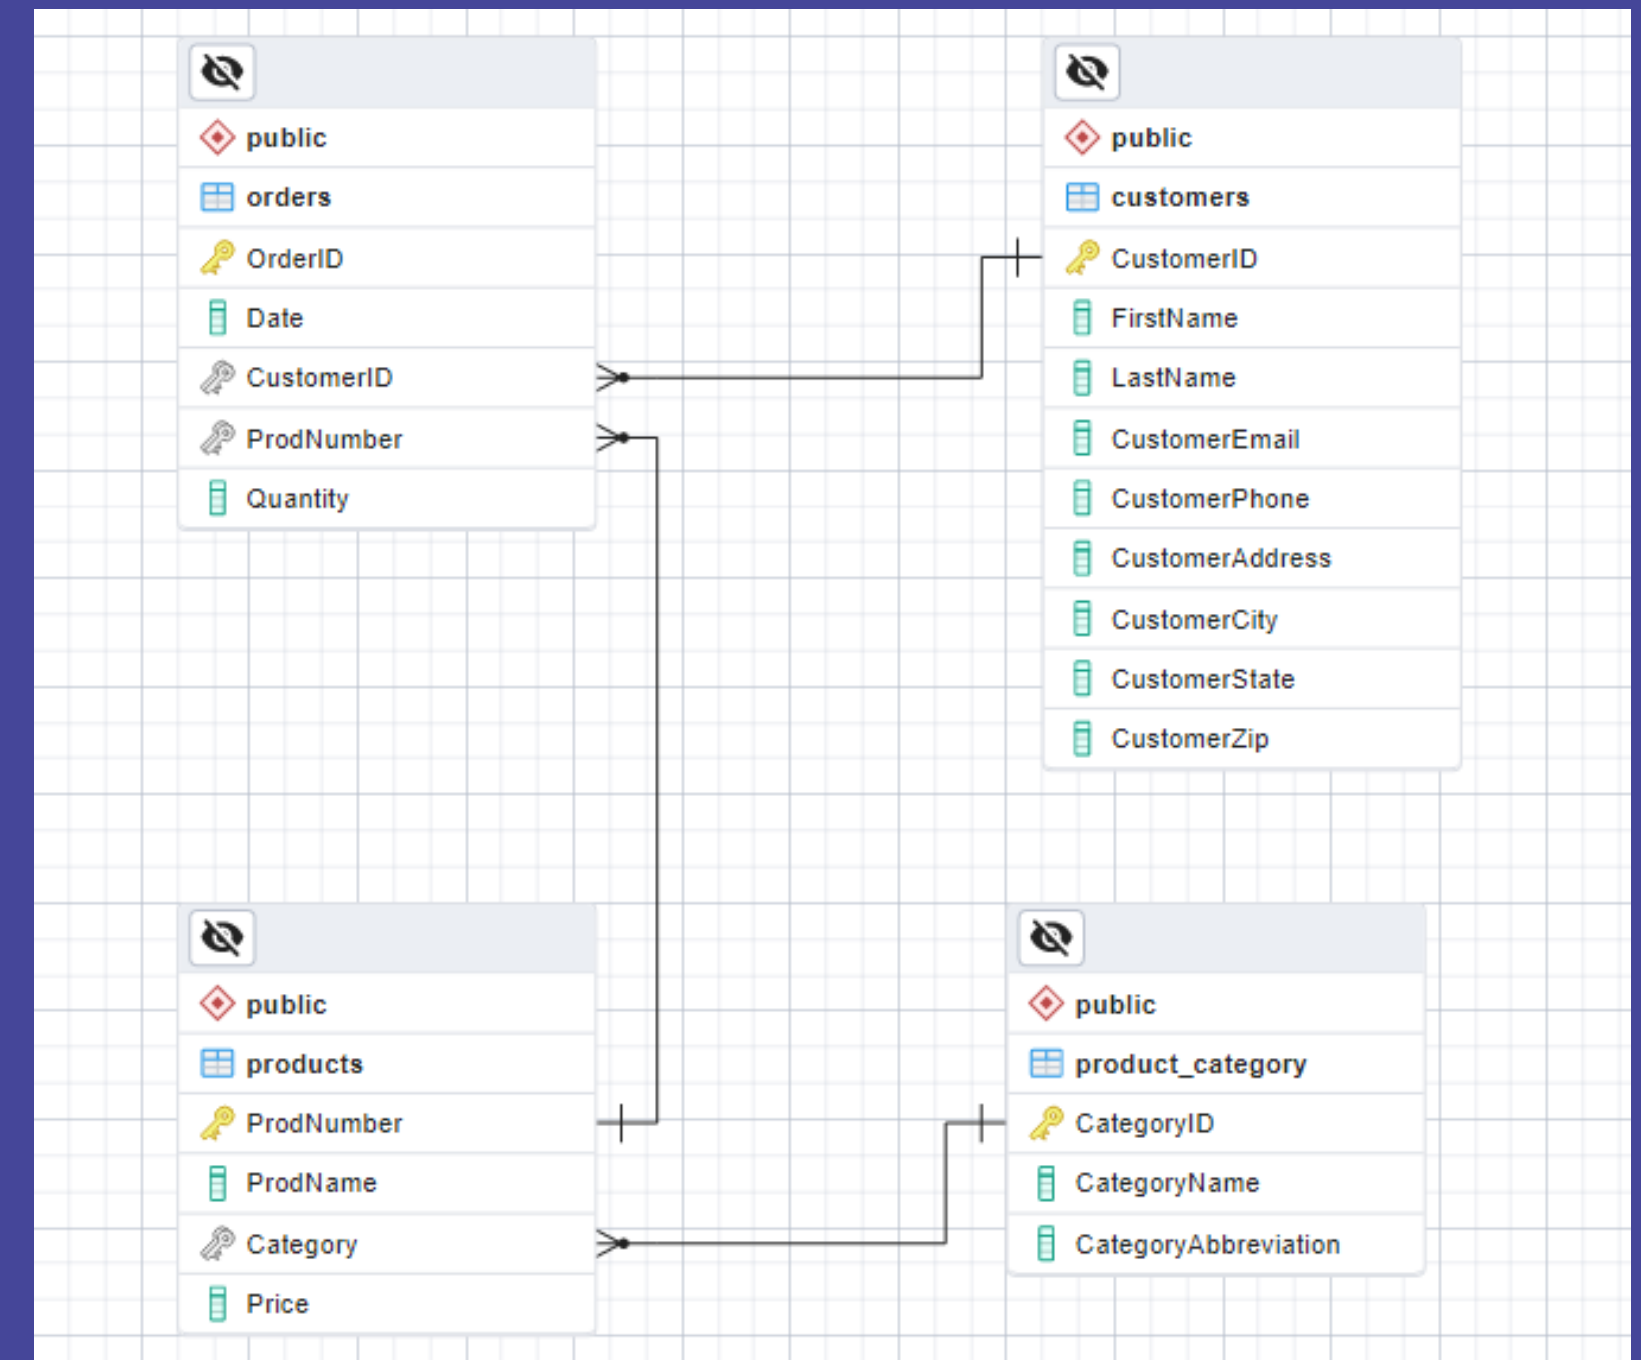 public
orders
OrderID
Date
CustomerID
ProdNumber
Quantity
public
customers
CustomerID
FirstName
LastName
CustomerEmail
CustomerPhone
CustomerAddress
CustomerCity
CustomerState
CustomerZip
public
products
ProdNumber
ProdName
Category
Price
public
product_category
CategoryID
CategoryName
CategoryAbbreviation